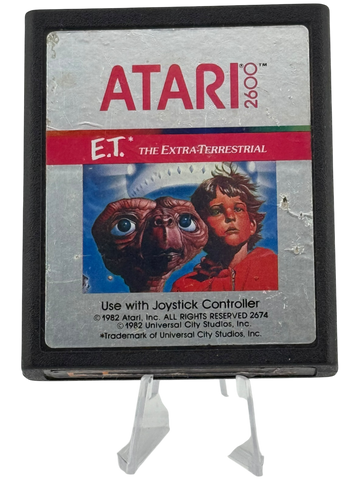 ATARI® 2600™
E.T.* THE EXTRA-TERRESTRIAL
Use with Joystick Controller
©1982 Atari, Inc. ALL RIGHTS RESERVED 2674
©1982 Universal City Studios, Inc.
*Trademark of Universal City Studios, Inc.